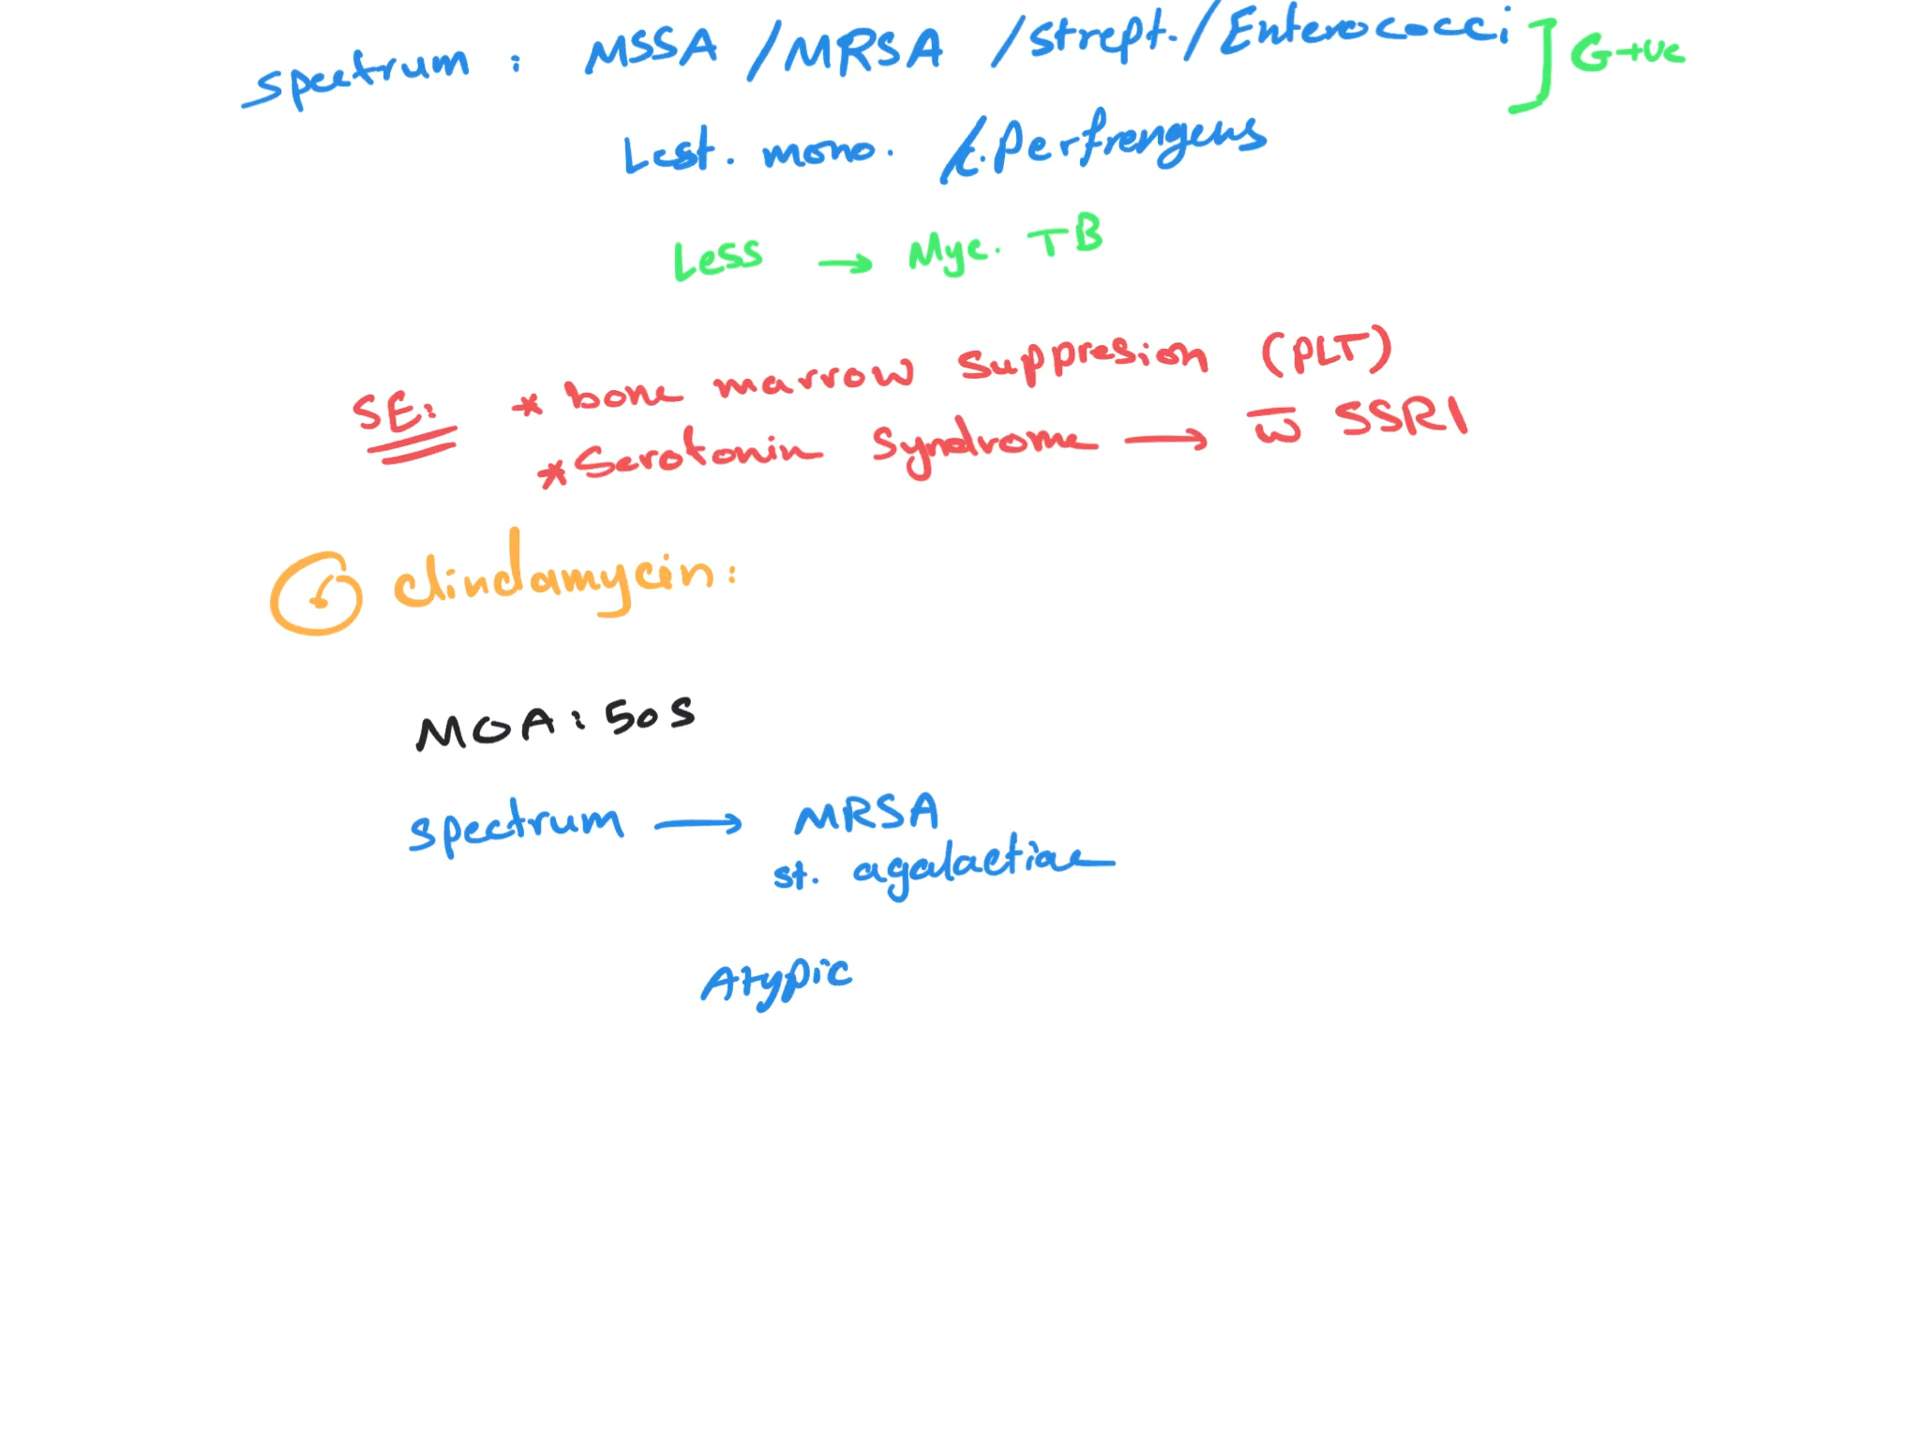 spectrum : MSSA / MRSA / strept. / Enterococci ] G+ve
List. mono. / C. Perfrengens
Less → Myc. TB
SE: * bone marrow suppresion (PLT)
* Serotonin Syndrome → w̅ SSRI
6 clindamycin:
MOA: 50S
spectrum → MRSA
st. agalactiae
Atypic